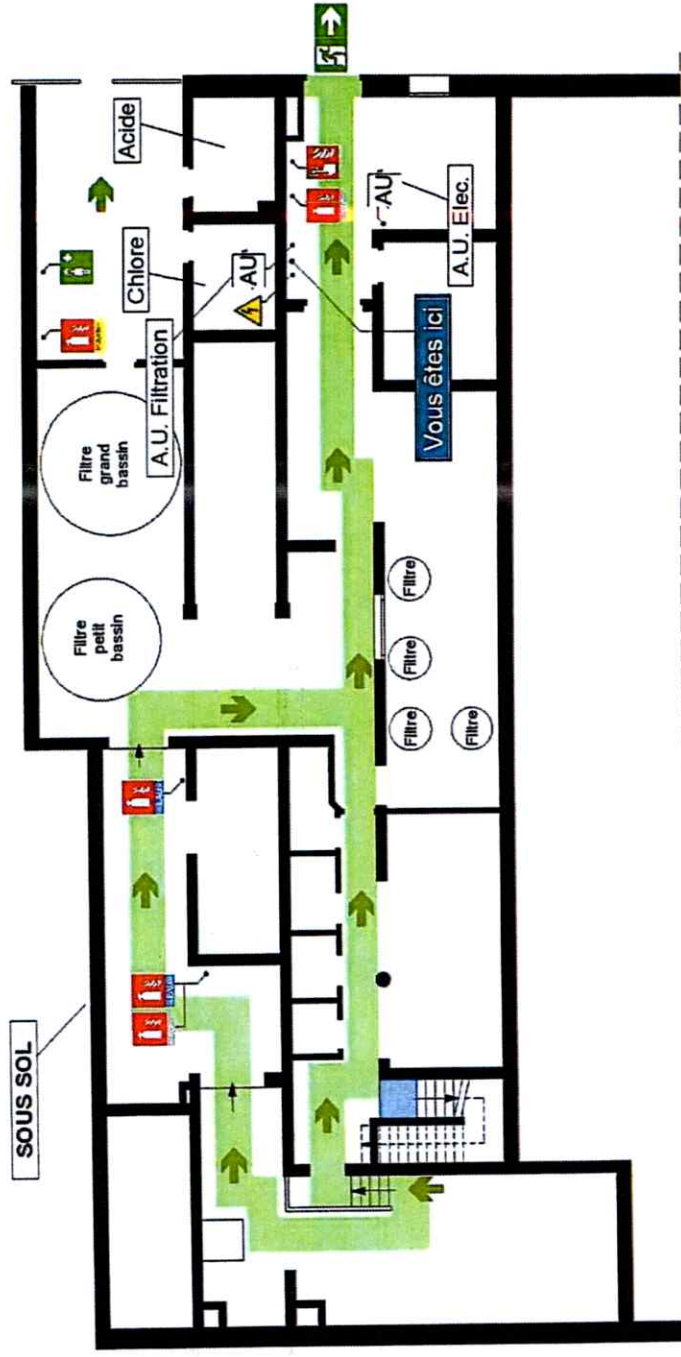 SOUS SOL
Filtre
petit
bassin
Filtre
grand
bassin
A.U. Filtration
Chlore
Acide
AU
AU
A.U. Elec.
Vous êtes ici
Filtre
Filtre
Filtre
Filtre